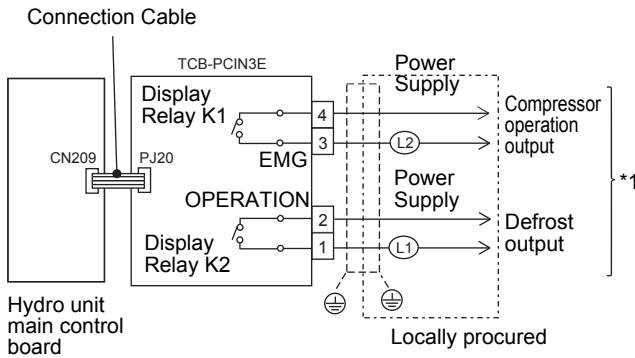 Connection Cable
TCB-PCIN3E
Power
Supply
Display
Relay K1
4
Compressor
operation
output
3
L2
EMG
CN209
PJ20
*1
OPERATION
Power
Supply
2
Defrost
output
Display
Relay K2
1
L1
Hydro unit
main control
board
Locally procured